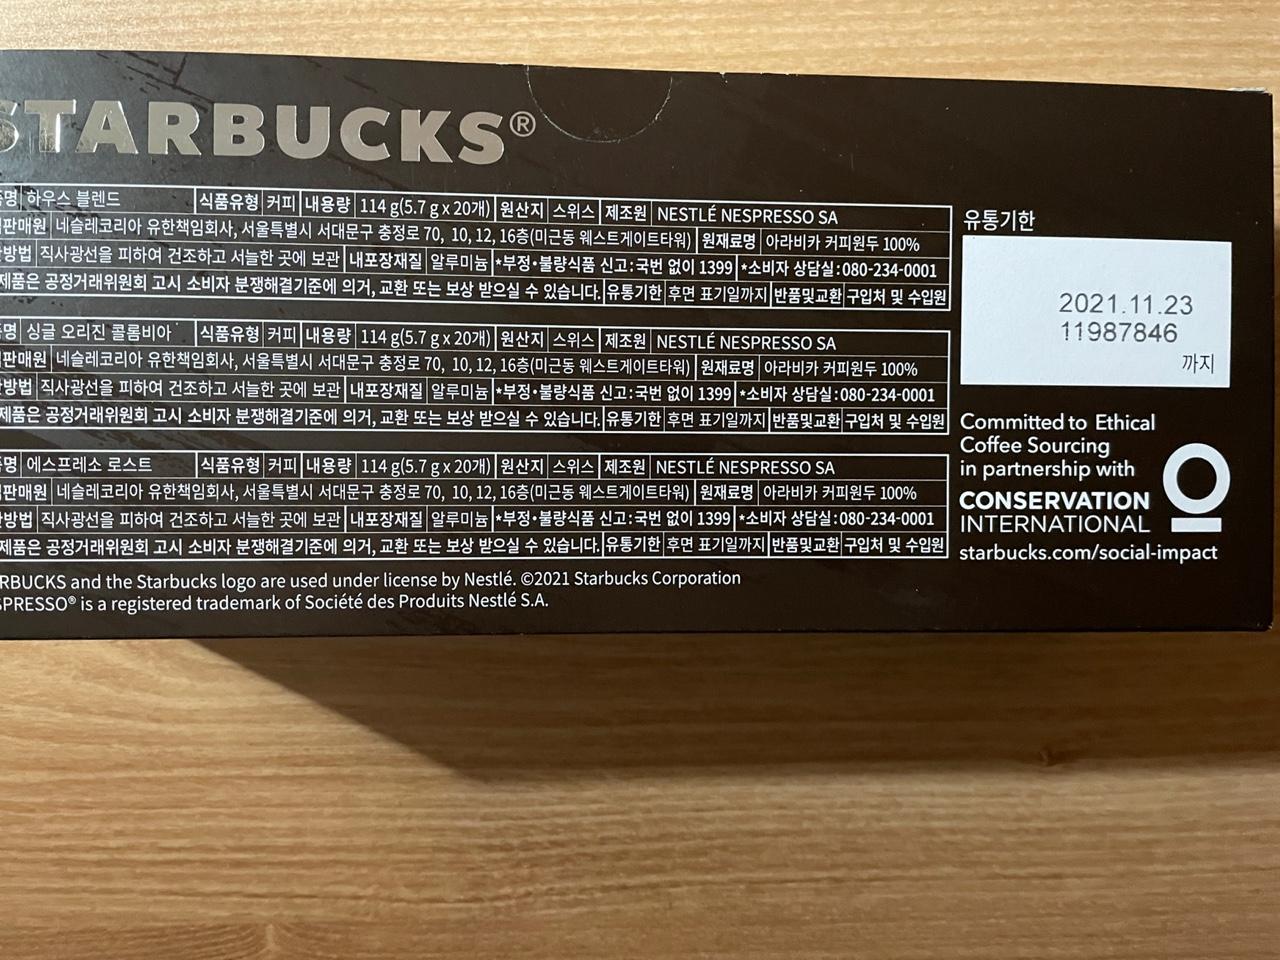 STARBUCKS®
하우스 블렌드 식품유형 커피 내용량 114 g(5.7 g x 20개) 원산지 스위스 제조원 NESTLÉ NESPRESSO SA
판매원 네슬레코리아 유한책임회사, 서울특별시 서대문구 충정로 70, 10, 12, 16층(미근동 웨스트게이트타워) 원재료명 아라비카 커피원두 100%
방법 직사광선을 피하여 건조하고 서늘한 곳에 보관 내포장재질 알루미늄 *부정•불량식품 신고:국번 없이 1399 *소비자 상담실:080-234-0001
제품은 공정거래위원회 고시 소비자 분쟁해결기준에 의거, 교환 또는 보상 받으실 수 있습니다. 유통기한 후면 표기일까지 반품및교환 구입처 및 수입원
싱글 오리진 콜롬비아 식품유형 커피 내용량 114 g(5.7 g x 20개) 원산지 스위스 제조원 NESTLÉ NESPRESSO SA
판매원 네슬레코리아 유한책임회사, 서울특별시 서대문구 충정로 70, 10, 12, 16층(미근동 웨스트게이트타워) 원재료명 아라비카 커피원두 100%
방법 직사광선을 피하여 건조하고 서늘한 곳에 보관 내포장재질 알루미늄 *부정•불량식품 신고:국번 없이 1399 *소비자 상담실:080-234-0001
제품은 공정거래위원회 고시 소비자 분쟁해결기준에 의거, 교환 또는 보상 받으실 수 있습니다. 유통기한 후면 표기일까지 반품및교환 구입처 및 수입원
에스프레소 로스트 식품유형 커피 내용량 114 g(5.7 g x 20개) 원산지 스위스 제조원 NESTLÉ NESPRESSO SA
판매원 네슬레코리아 유한책임회사, 서울특별시 서대문구 충정로 70, 10, 12, 16층(미근동 웨스트게이트타워) 원재료명 아라비카 커피원두 100%
방법 직사광선을 피하여 건조하고 서늘한 곳에 보관 내포장재질 알루미늄 *부정•불량식품 신고:국번 없이 1399 *소비자 상담실:080-234-0001
제품은 공정거래위원회 고시 소비자 분쟁해결기준에 의거, 교환 또는 보상 받으실 수 있습니다. 유통기한 후면 표기일까지 반품및교환 구입처 및 수입원
RBUCKS and the Starbucks logo are used under license by Nestlé. ©2021 Starbucks Corporation
SPRESSO® is a registered trademark of Société des Produits Nestlé S.A.
유통기한
2021.11.23
11987846
까지
Committed to Ethical
Coffee Sourcing
in partnership with
CONSERVATION
INTERNATIONAL
starbucks.com/social-impact